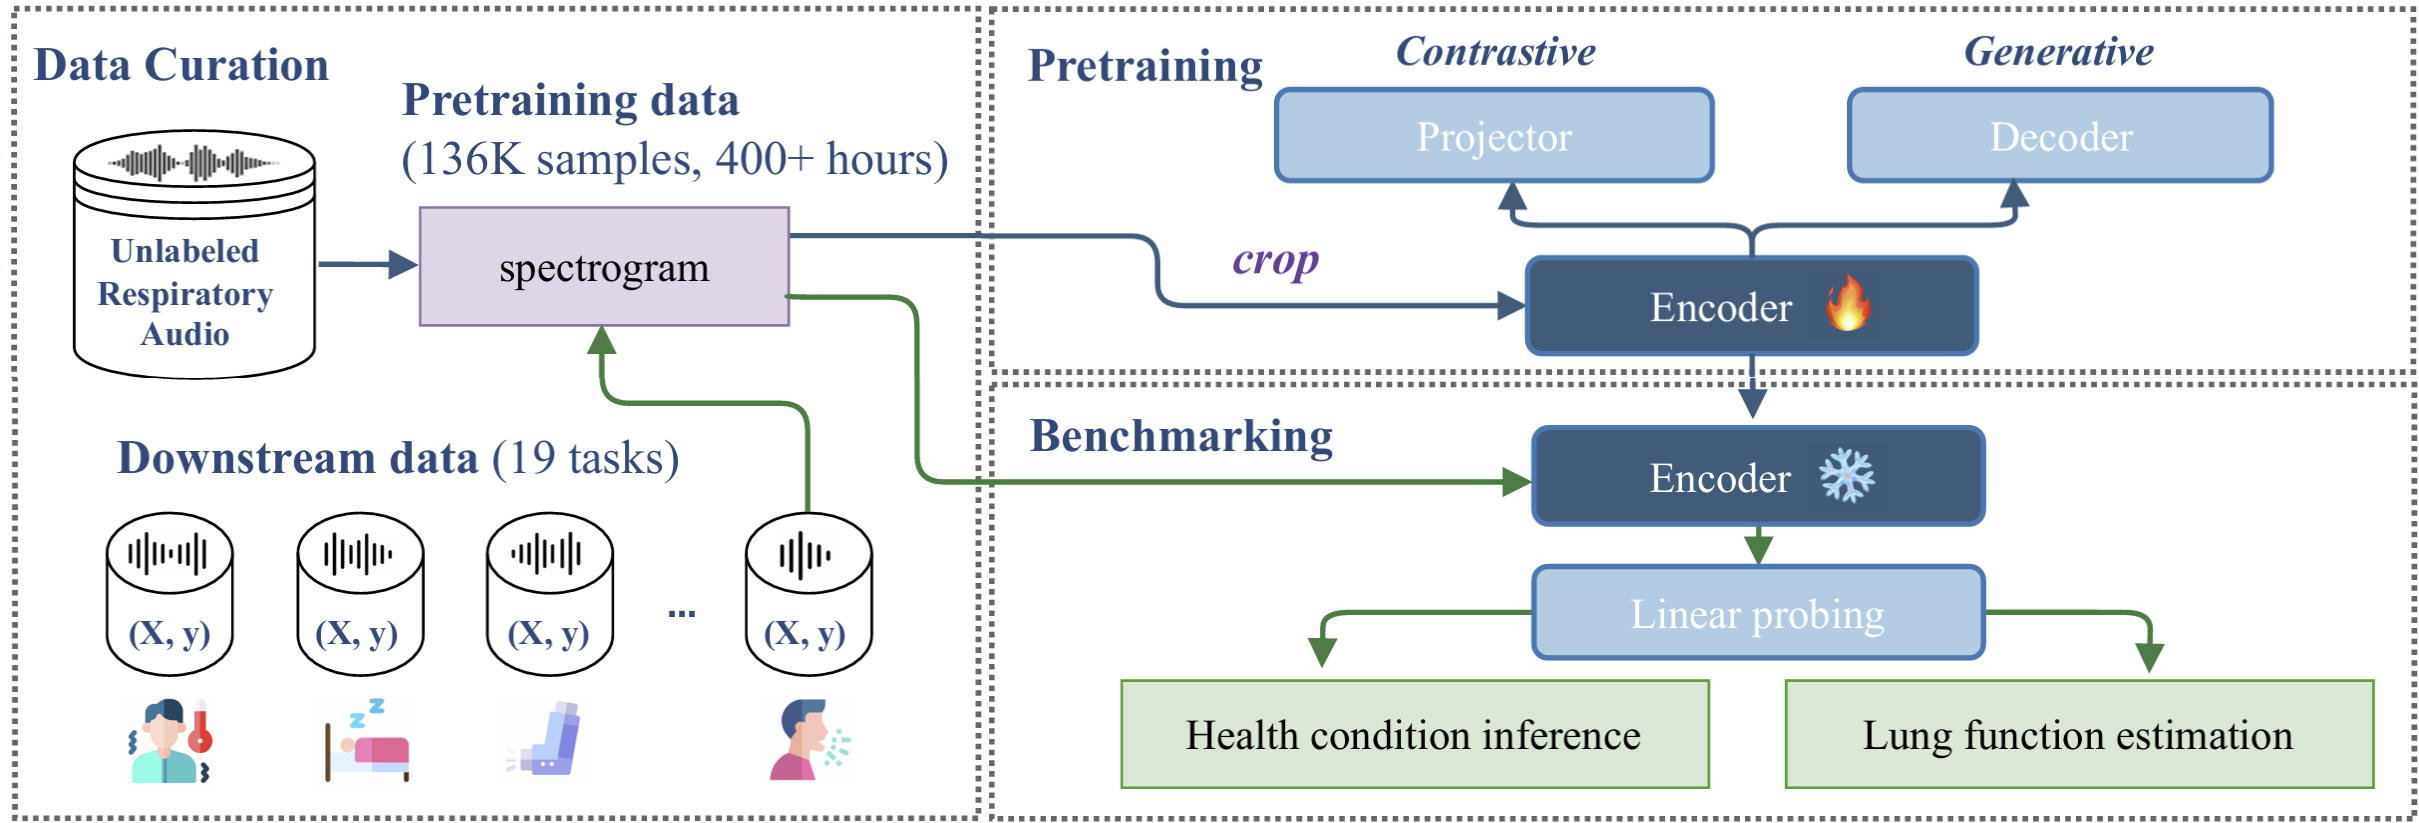 Data Curation
Pretraining data
(136K samples, 400+ hours)
Unlabeled
Respiratory
Audio
spectrogram
Downstream data (19 tasks)
(X, y)
(X, y)
(X, y)
...
(X, y)
Pretraining
Contrastive
Generative
Projector
Decoder
crop
Encoder
Benchmarking
Encoder
Linear probing
Health condition inference
Lung function estimation